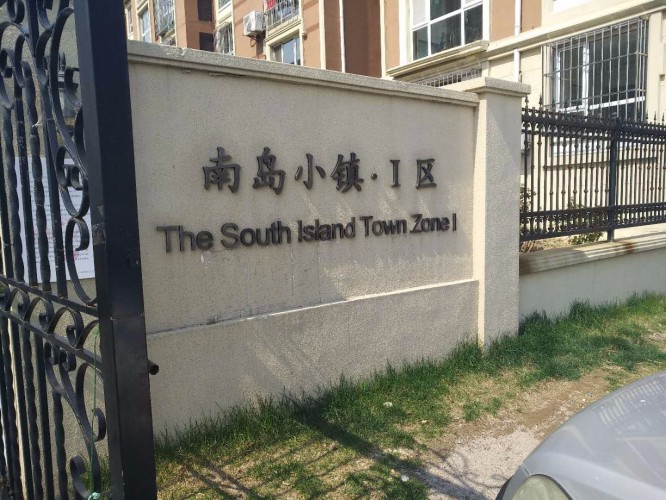 南岛小镇·I区
The South Island Town Zone I